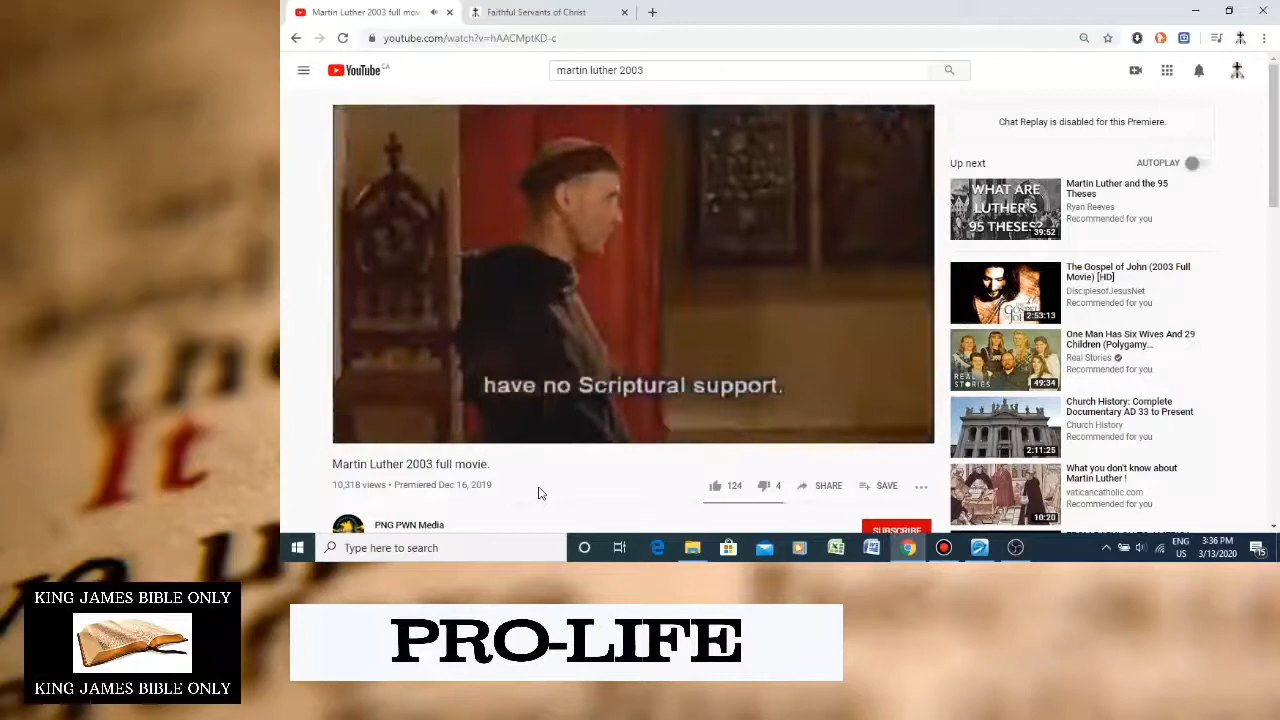 Martin Luther 2003 full mov
Faithful Servants of Christ
youtube.com/watch?v=hAACMptKD-c
YouTube CA
martin luther 2003
have no Scriptural support.
Martin Luther 2003 full movie.
10,318 views • Premiered Dec 16, 2019
124
4
SHARE
SAVE
PNG PWN Media
SUBSCRIBE
Chat Replay is disabled for this Premiere.
Up next
AUTOPLAY
WHAT ARE
LUTHER'S
95 THESES?
39:52
Martin Luther and the 95
Theses
Ryan Reeves
Recommended for you
2:53:13
The Gospel of John (2003 Full
Movie) [HD]
DisciplesofJesusNet
Recommended for you
REAL
STORIES
49:34
One Man Has Six Wives And 29
Children (Polygamy...
Real Stories
Recommended for you
2:11:25
Church History: Complete
Documentary AD 33 to Present
Church History
Recommended for you
10:20
What you don't know about
Martin Luther !
vaticancatholic.com
Recommended for you
Type here to search
ENG
US
3:36 PM
3/13/2020
15
the
It
KING JAMES BIBLE ONLY
KING JAMES BIBLE ONLY
PRO-LIFE